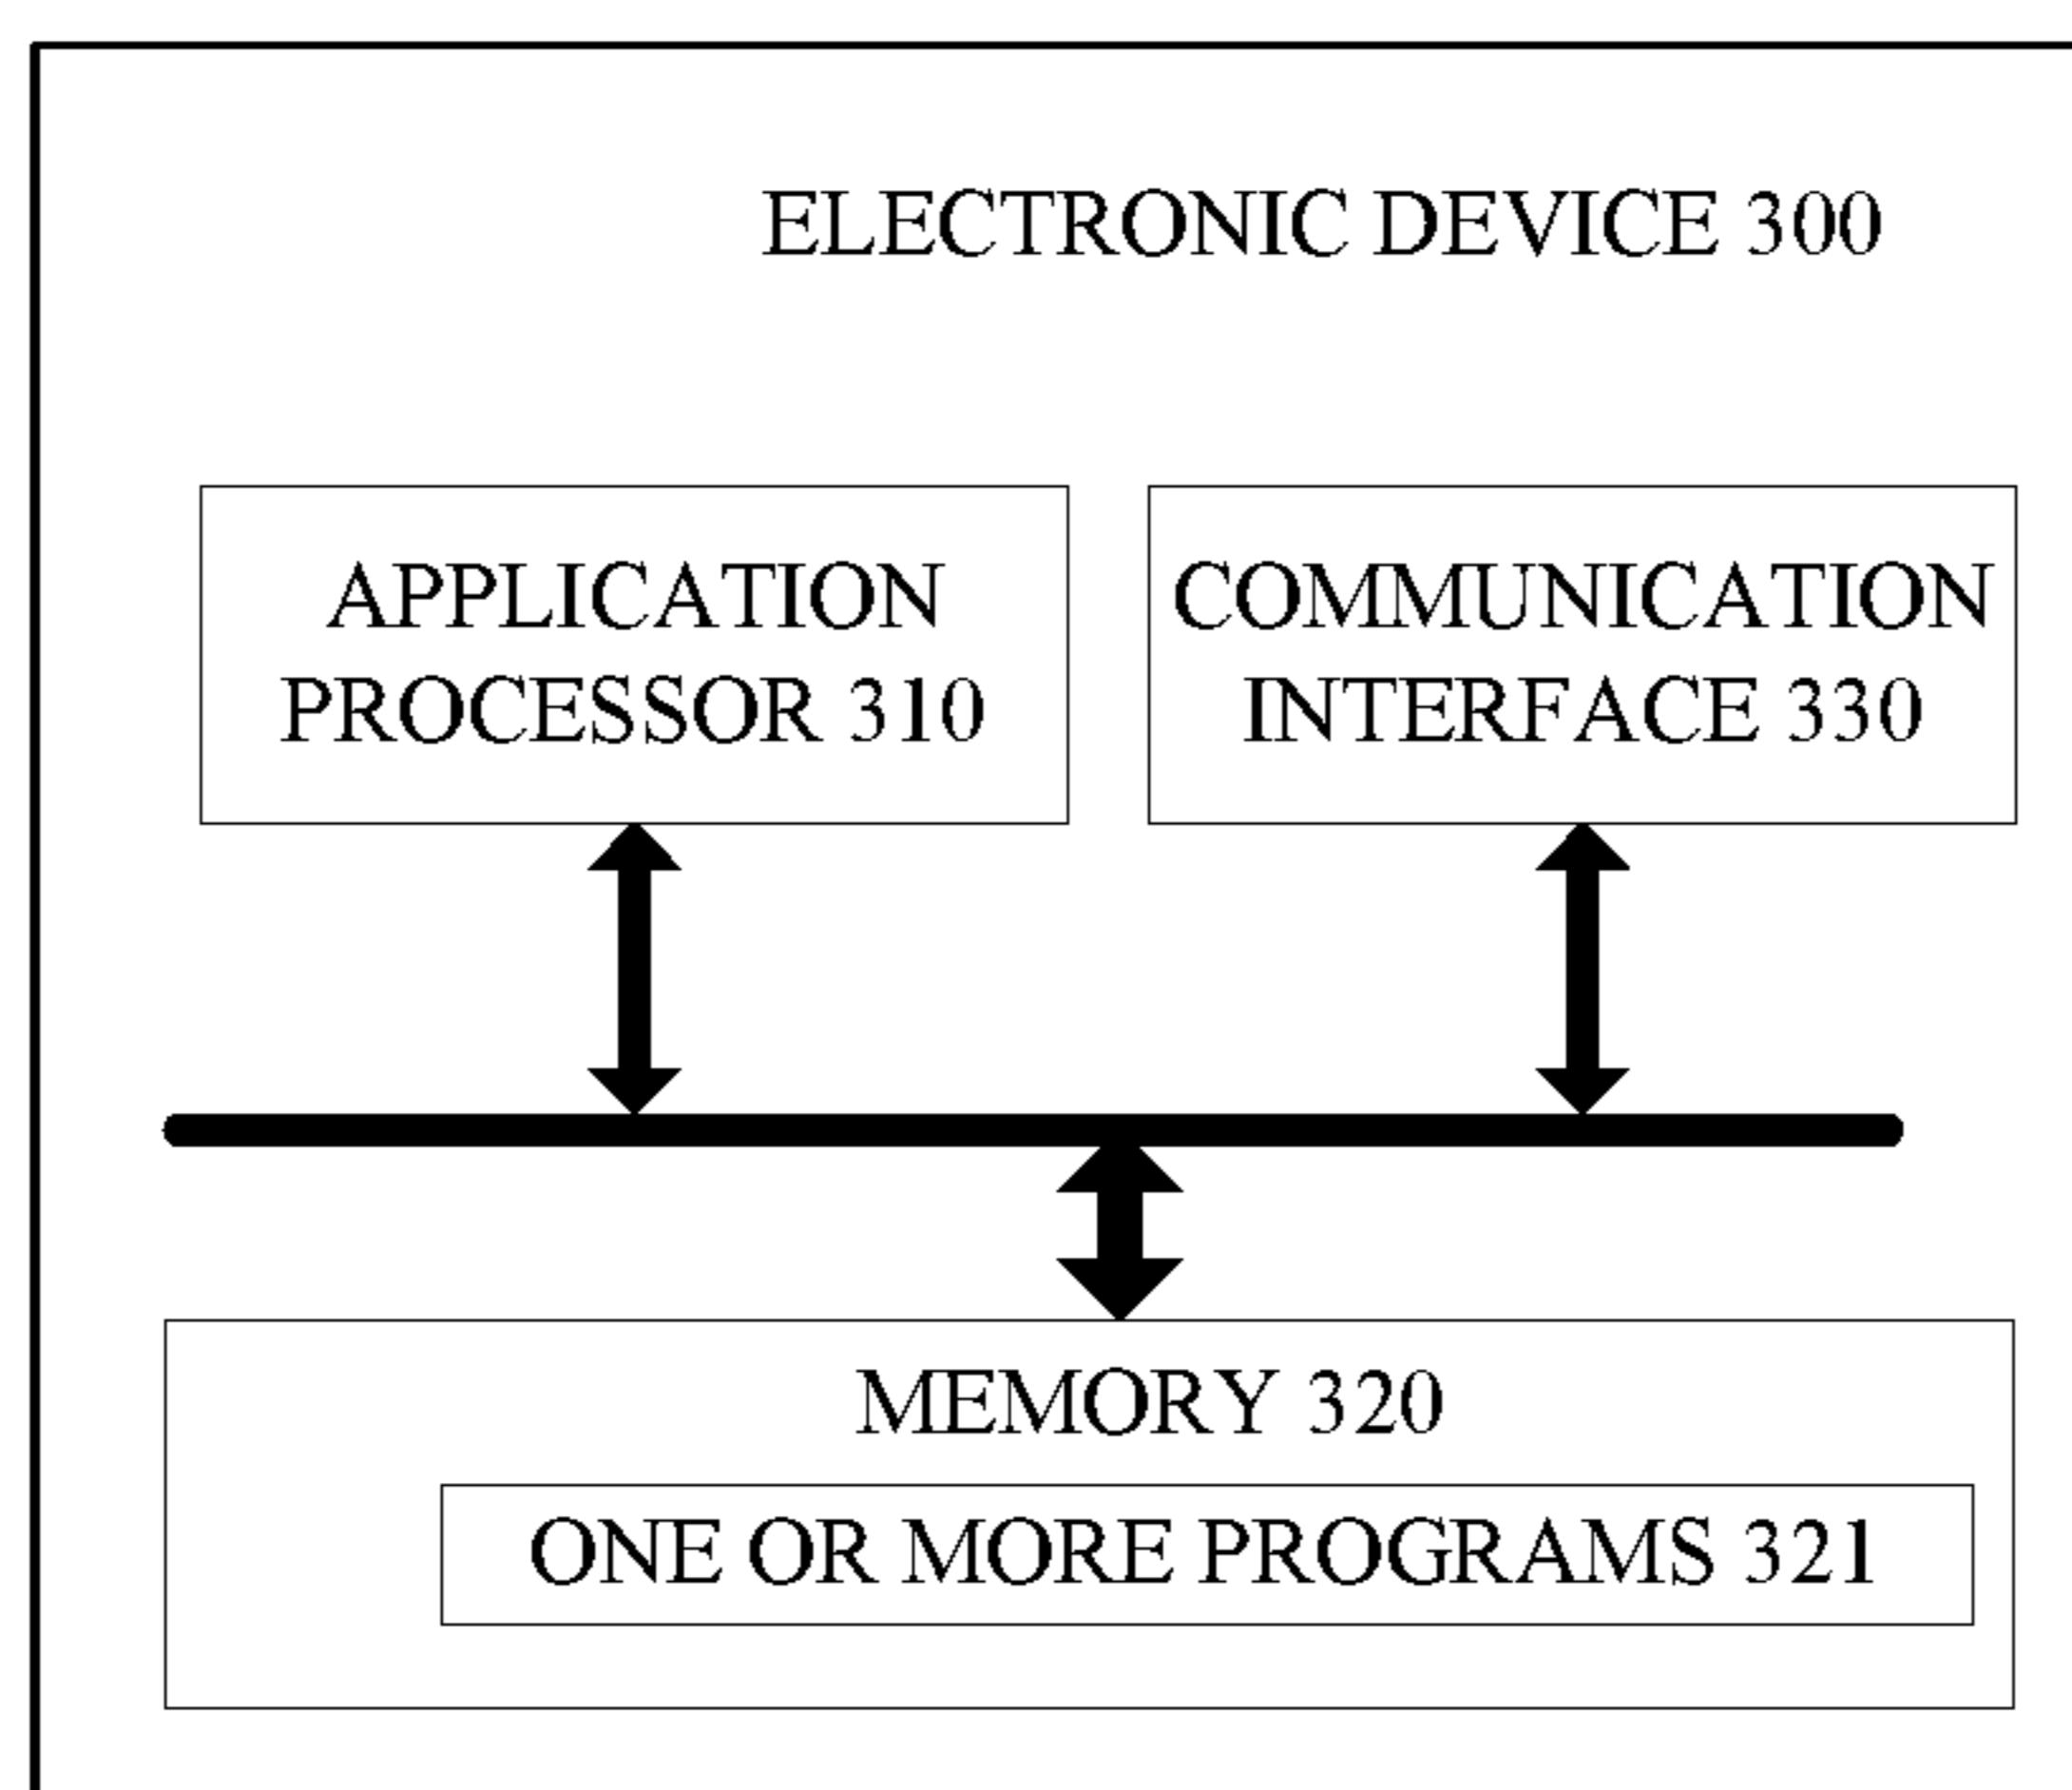 ELECTRONIC DEVICE 300
APPLICATION
PROCESSOR 310
COMMUNICATION
INTERFACE 330
MEMORY 320
ONE OR MORE PROGRAMS 321